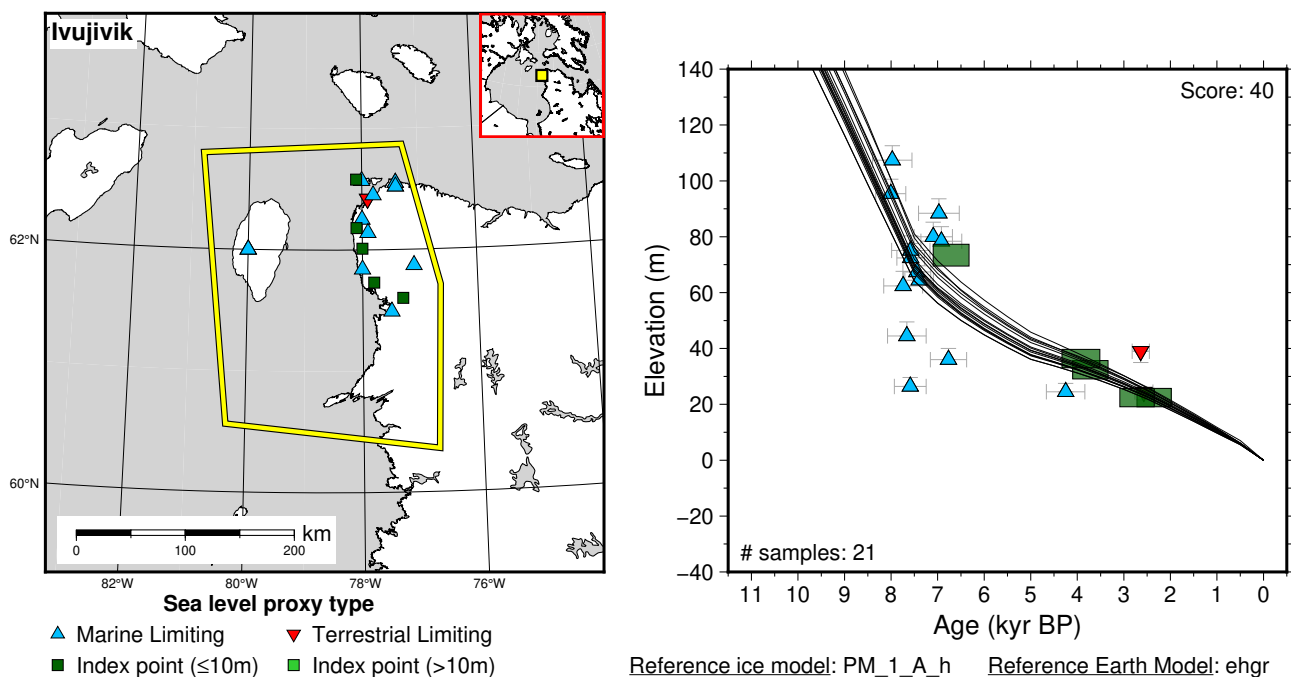 Ivujivik
62°N
60°N
km
0 100 200
82°W 80°W 78°W 76°W
Sea level proxy type
Marine Limiting Terrestrial Limiting
Index point (≤10m) Index point (>10m)
Score: 40
140
120
100
80
60
40
20
0
−20
−40
Elevation (m)
# samples: 21
11 10 9 8 7 6 5 4 3 2 1 0
Age (kyr BP)
Reference ice model: PM_1_A_h Reference Earth Model: ehgr